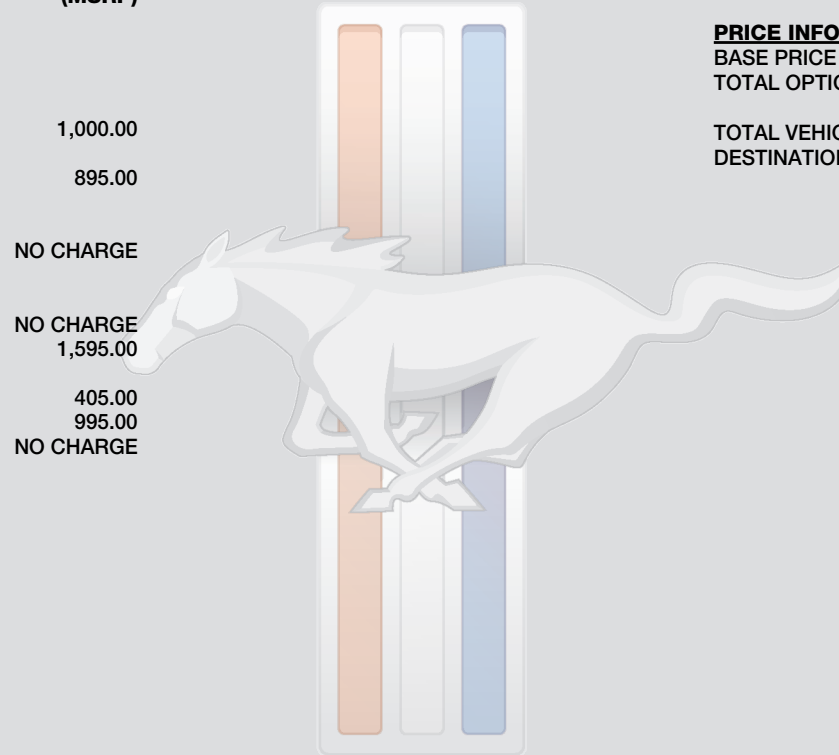 (MSRP)
1,000.00
895.00
NO CHARGE
NO CHARGE
1,595.00
405.00
995.00
NO CHARGE
PRICE INFO
BASE PRICE
TOTAL OPTIO
TOTAL VEHIC
DESTINATION